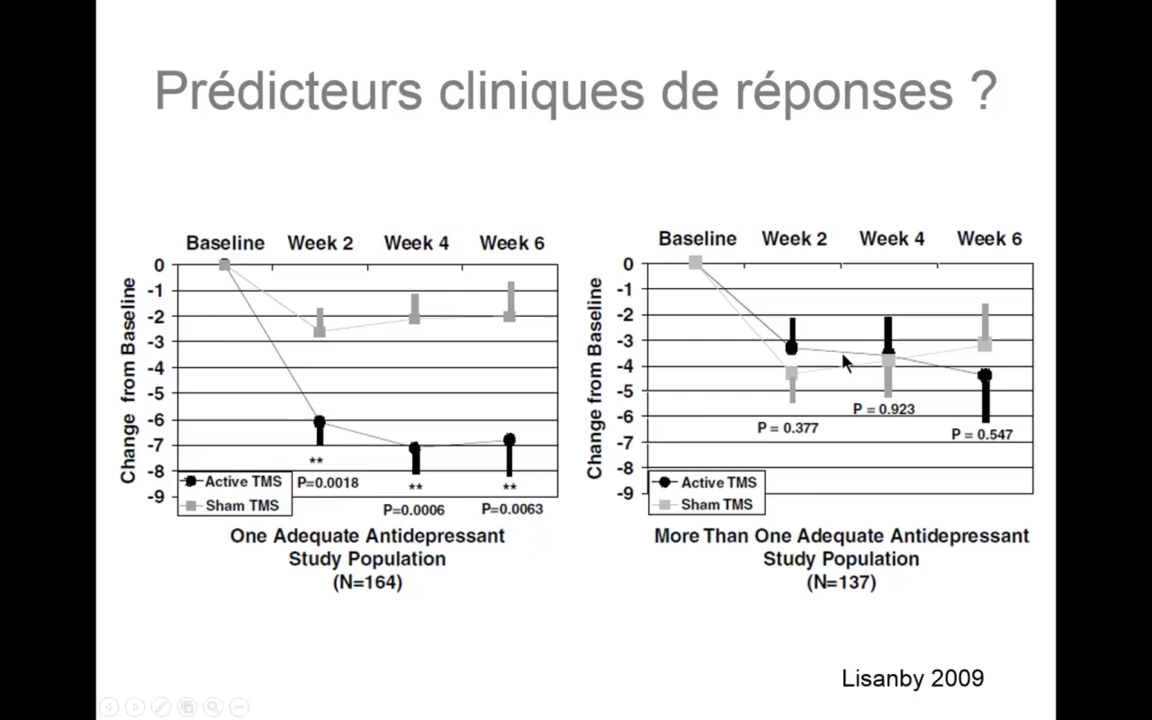 Prédicteurs cliniques de réponses ?
Baseline Week 2 Week 4 Week 6
0
-1
-2
-3
-4
-5
-6
-7
-8
-9
Change from Baseline
**
P=0.0018
**
P=0.0006
**
P=0.0063
Active TMS
Sham TMS
One Adequate Antidepressant
Study Population
(N=164)
Baseline Week 2 Week 4 Week 6
0
-1
-2
-3
-4
-5
-6
-7
-8
-9
Change from Baseline
P = 0.377
P = 0.923
P = 0.547
Active TMS
Sham TMS
More Than One Adequate Antidepressant
Study Population
(N=137)
Lisanby 2009